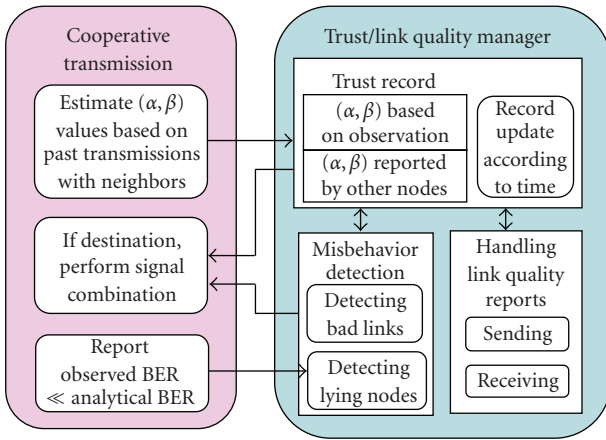 Cooperative
transmission
Estimate (α, β)
values based on
past transmissions
with neighbors
If destination,
perform signal
combination
Report
observed BER
≪ analytical BER
Trust/link quality manager
Trust record
(α, β) based
on observation
(α, β) reported
by other nodes
Record
update
according
to time
Misbehavior
detection
Detecting
bad links
Detecting
lying nodes
Handling
link quality
reports
Sending
Receiving